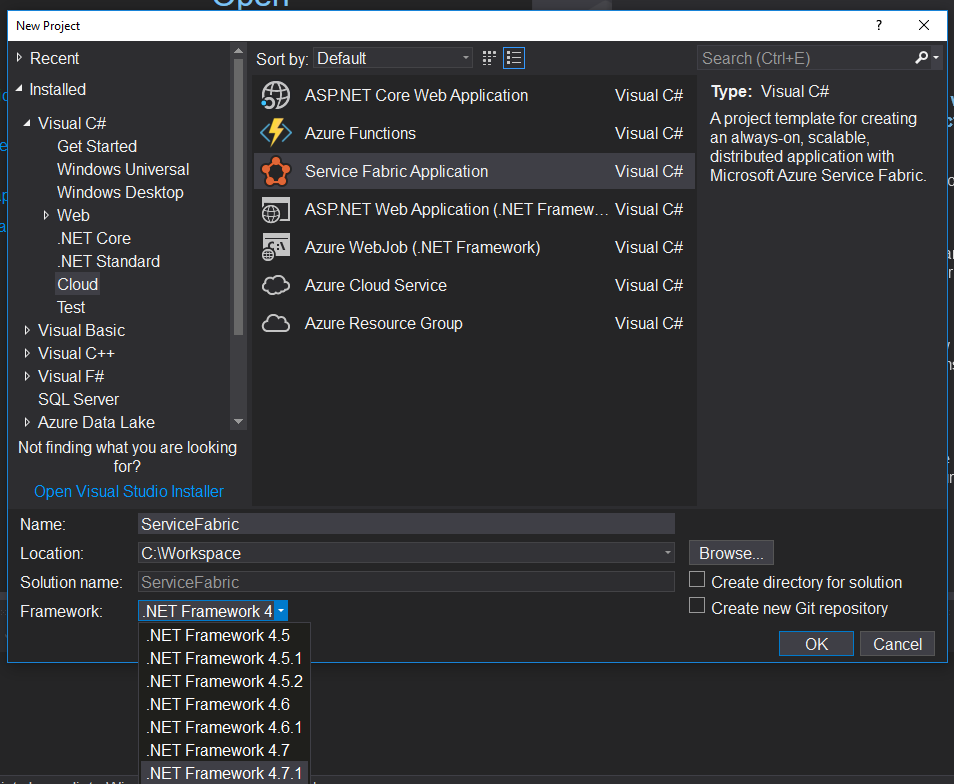 Open
New Project
?
Recent
Installed
Visual C#
Get Started
Windows Universal
Windows Desktop
Web
.NET Core
.NET Standard
Cloud
Test
Visual Basic
Visual C++
Visual F#
SQL Server
Azure Data Lake
Not finding what you are looking
for?
Open Visual Studio Installer
Sort by: Default
ASP.NET Core Web Application Visual C#
Azure Functions Visual C#
Service Fabric Application Visual C#
ASP.NET Web Application (.NET Framew... Visual C#
Azure WebJob (.NET Framework) Visual C#
Azure Cloud Service Visual C#
Azure Resource Group Visual C#
Search (Ctrl+E)
Type: Visual C#
A project template for creating
an always-on, scalable,
distributed application with
Microsoft Azure Service Fabric.
Name: ServiceFabric
Location: C:\Workspace
Browse...
Solution name: ServiceFabric
Create directory for solution
Framework: .NET Framework 4
Create new Git repository
OK Cancel
.NET Framework 4.5
.NET Framework 4.5.1
.NET Framework 4.5.2
.NET Framework 4.6
.NET Framework 4.6.1
.NET Framework 4.7
.NET Framework 4.7.1